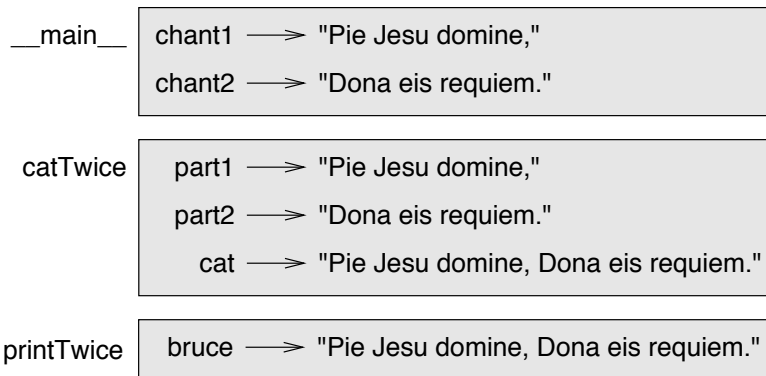 __main__ chant1 "Pie Jesu domine,"
chant2 "Dona eis requiem."
catTwice part1 "Pie Jesu domine,"
part2 "Dona eis requiem."
cat "Pie Jesu domine, Dona eis requiem."
printTwice bruce "Pie Jesu domine, Dona eis requiem."